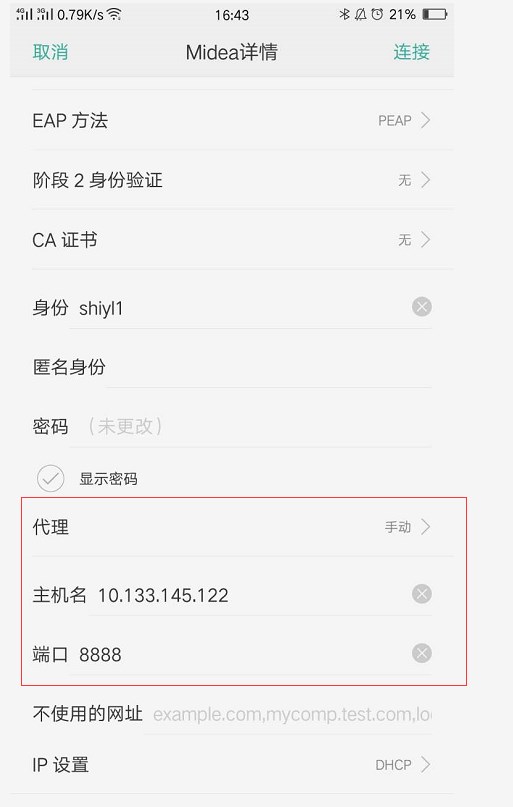 4G 3G 0.79K/s 16:43 21%
取消 Midea详情 连接
EAP 方法 PEAP
阶段 2 身份验证 无
CA 证书 无
身份 shiyl1
匿名身份
密码 （未更改）
显示密码
代理 手动
主机名 10.133.145.122
端口 8888
不使用的网址 example.com,mycomp.test.com,lo
IP 设置 DHCP